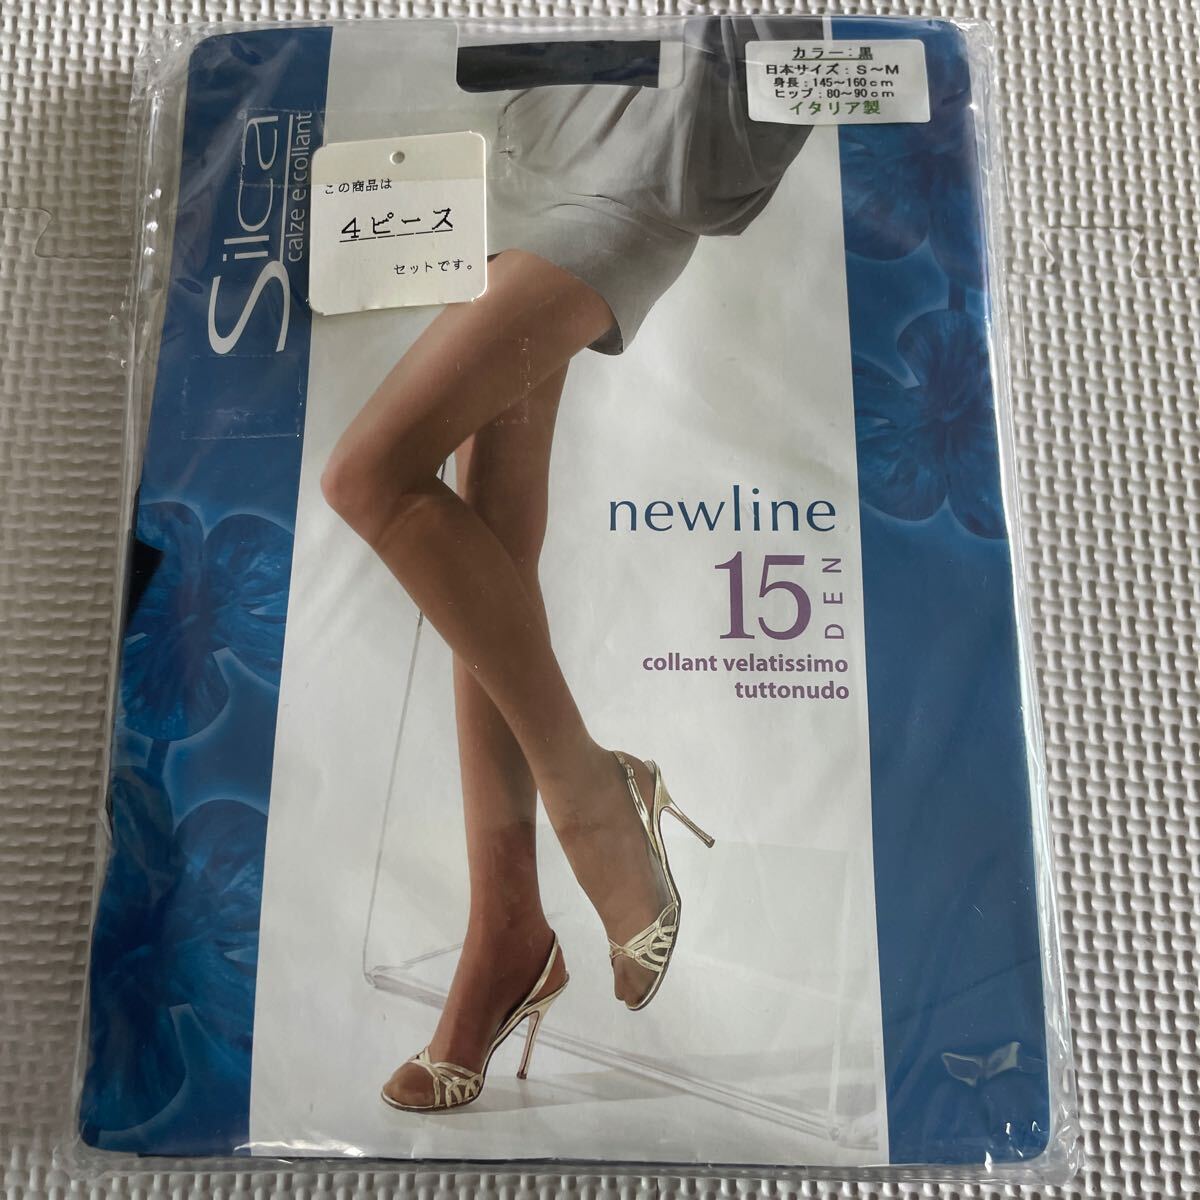 カラー:黒
日本サイズ:S～M
身長:145～160cm
ヒップ:80～90cm
イタリア製
Silca
calze e collant
この商品は
4ピース
セットです。
newline
15 DEN
collant velatissimo
tuttonudo